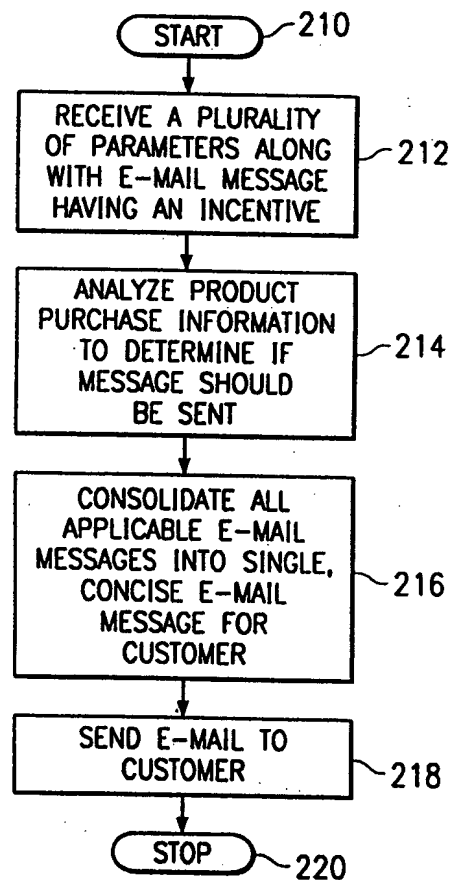 START
210
RECEIVE A PLURALITY
OF PARAMETERS ALONG
WITH E-MAIL MESSAGE
HAVING AN INCENTIVE
212
ANALYZE PRODUCT
PURCHASE INFORMATION
TO DETERMINE IF
MESSAGE SHOULD
BE SENT
214
CONSOLIDATE ALL
APPLICABLE E-MAIL
MESSAGES INTO SINGLE,
CONCISE E-MAIL
MESSAGE FOR
CUSTOMER
216
SEND E-MAIL TO
CUSTOMER
218
STOP
220